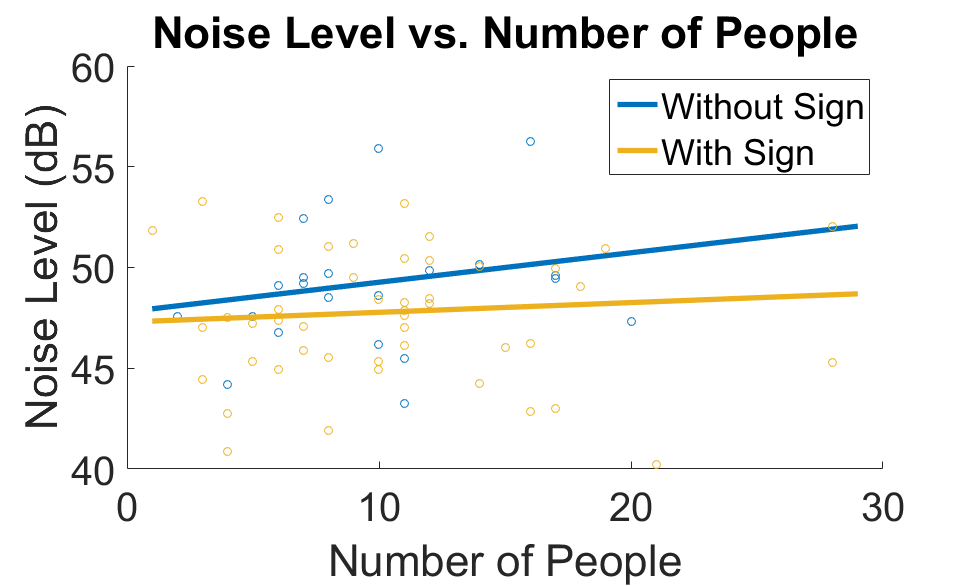 Noise Level vs. Number of People
Without Sign
With Sign
Noise Level (dB)
60
55
50
45
40
0 10 20 30
Number of People